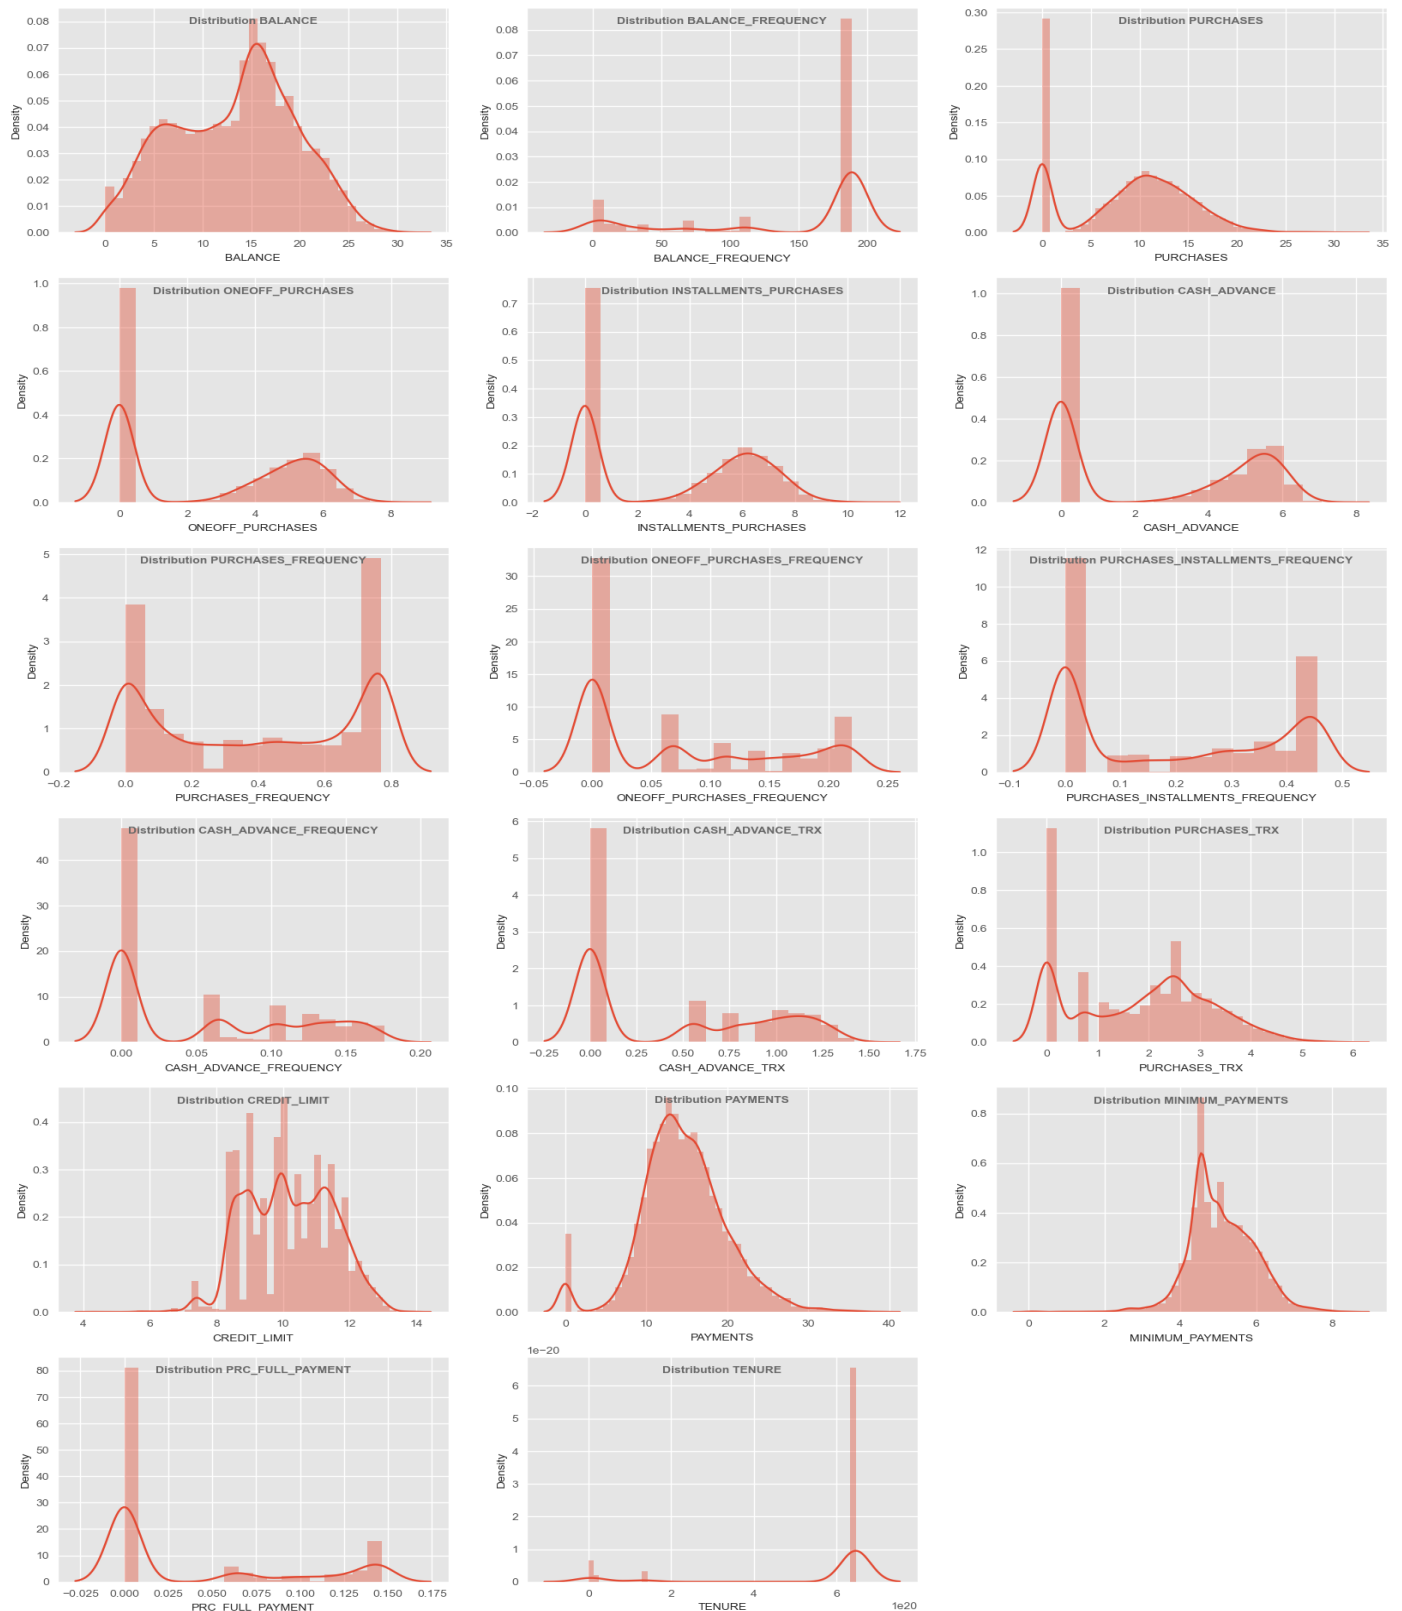 Distribution BALANCE
0.08
0.07
0.06
0.05
0.04
0.03
0.02
0.01
0.00
Density
0 5 10 15 20 25 30 35
BALANCE
Distribution BALANCE_FREQUENCY
0.08
0.07
0.06
0.05
0.04
0.03
0.02
0.01
0.00
Density
0 50 100 150 200
BALANCE_FREQUENCY
Distribution PURCHASES
0.30
0.25
0.20
0.15
0.10
0.05
0.00
Density
0 5 10 15 20 25 30 35
PURCHASES
Distribution ONEOFF_PURCHASES
1.0
0.8
0.6
0.4
0.2
0.0
Density
0 2 4 6 8
ONEOFF_PURCHASES
Distribution INSTALLMENTS_PURCHASES
0.7
0.6
0.5
0.4
0.3
0.2
0.1
0.0
Density
−2 0 2 4 6 8 10 12
INSTALLMENTS_PURCHASES
Distribution CASH_ADVANCE
1.0
0.8
0.6
0.4
0.2
0.0
Density
0 2 4 6 8
CASH_ADVANCE
Distribution PURCHASES_FREQUENCY
5
4
3
2
1
0
Density
−0.2 0.0 0.2 0.4 0.6 0.8
PURCHASES_FREQUENCY
Distribution ONEOFF_PURCHASES_FREQUENCY
30
25
20
15
10
5
0
Density
−0.05 0.00 0.05 0.10 0.15 0.20 0.25
ONEOFF_PURCHASES_FREQUENCY
Distribution PURCHASES_INSTALLMENTS_FREQUENCY
12
10
8
6
4
2
0
Density
−0.1 0.0 0.1 0.2 0.3 0.4 0.5
PURCHASES_INSTALLMENTS_FREQUENCY
Distribution CASH_ADVANCE_FREQUENCY
40
30
20
10
0
Density
0.00 0.05 0.10 0.15 0.20
CASH_ADVANCE_FREQUENCY
Distribution CASH_ADVANCE_TRX
6
5
4
3
2
1
0
Density
−0.25 0.00 0.25 0.50 0.75 1.00 1.25 1.50 1.75
CASH_ADVANCE_TRX
Distribution PURCHASES_TRX
1.0
0.8
0.6
0.4
0.2
0.0
Density
0 1 2 3 4 5 6
PURCHASES_TRX
Distribution CREDIT_LIMIT
0.4
0.3
0.2
0.1
0.0
Density
4 6 8 10 12 14
CREDIT_LIMIT
Distribution PAYMENTS
0.10
0.08
0.06
0.04
0.02
0.00
Density
0 10 20 30 40
PAYMENTS
Distribution MINIMUM_PAYMENTS
0.8
0.6
0.4
0.2
0.0
Density
0 2 4 6 8
MINIMUM_PAYMENTS
Distribution PRC_FULL_PAYMENT
80
70
60
50
40
30
20
10
0
Density
−0.025 0.000 0.025 0.050 0.075 0.100 0.125 0.150 0.175
PRC_FULL_PAYMENT
1e−20
Distribution TENURE
6
5
4
3
2
1
0
Density
0 2 4 6
1e20
TENURE